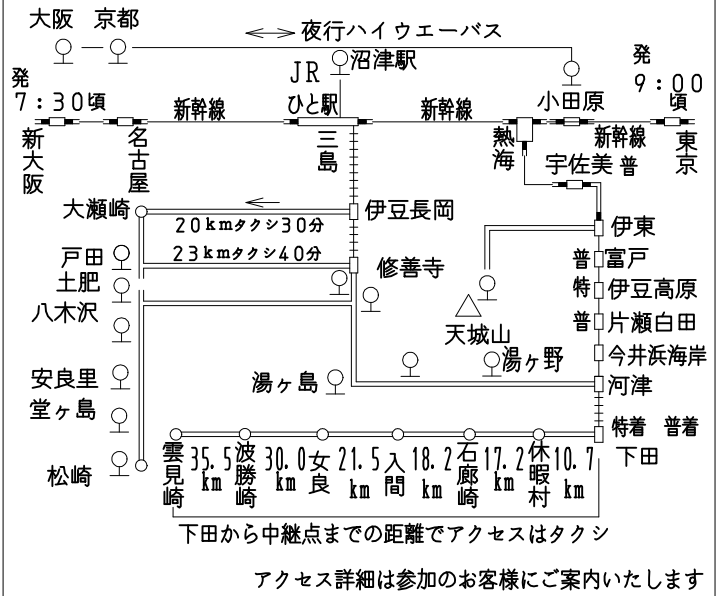 大阪 京都
夜行ハイウエーバス
沼津駅
発
7:30頃
JR
ひと駅
発
9:00
頃
小田原
新幹線
新幹線
新幹線
新大阪
名古屋
三島
熱海
東京
宇佐美 普
大瀬崎
伊豆長岡
20kmタクシ30分
伊東
戸田
23kmタクシ40分
修善寺
普 富戸
土肥
特 伊豆高原
八木沢
天城山
普 片瀬白田
今井浜海岸
湯ヶ野
安良里
湯ヶ島
河津
堂ヶ島
特着 普着
下田
松崎
雲見崎
35.5km
波勝崎
30.0km
女良
21.5km
入間
18.2km
石廊崎
17.2km
休暇村
10.7km
下田から中継点までの距離でアクセスはタクシ
アクセス詳細は参加のお客様にご案内いたします